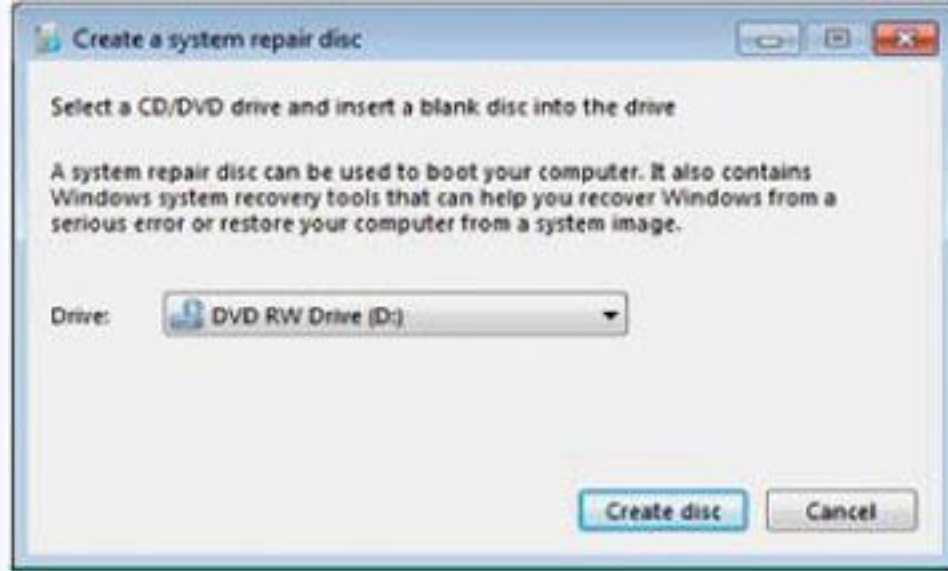 Create a system repair disc
Select a CD/DVD drive and insert a blank disc into the drive
A system repair disc can be used to boot your computer. It also contains
Windows system recovery tools that can help you recover Windows from a
serious error or restore your computer from a system image.
Drive: DVD RW Drive (D:)
Create disc Cancel